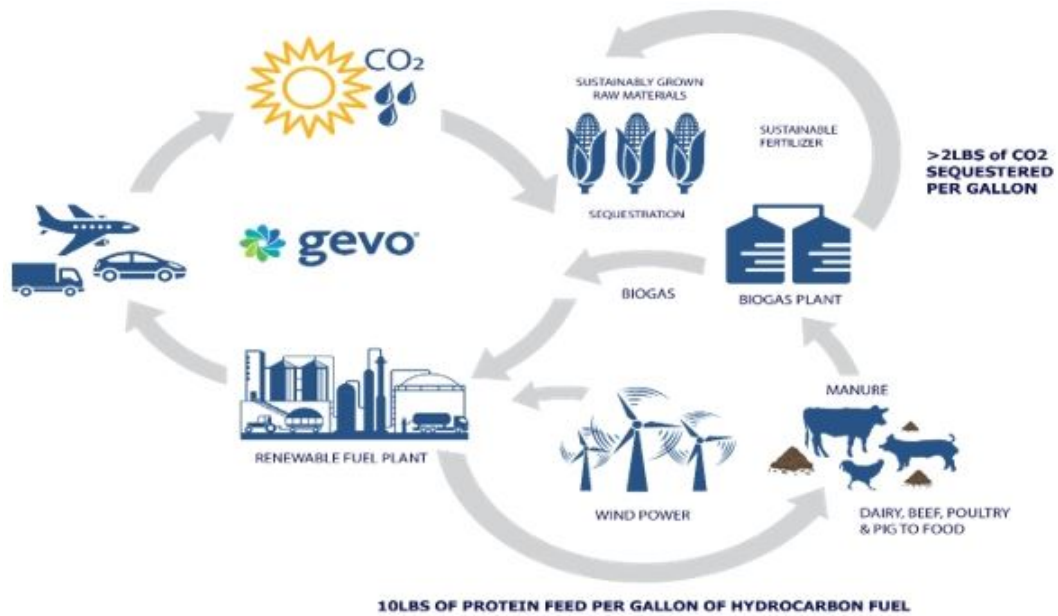 CO₂
SUSTAINABLY GROWN
RAW MATERIALS
SUSTAINABLE
FERTILIZER
>2LBS of CO2
SEQUESTERED
PER GALLON
SEQUESTRATION
gevo®
BIOGAS
BIOGAS PLANT
MANURE
RENEWABLE FUEL PLANT
WIND POWER
DAIRY, BEEF, POULTRY
& PIG TO FOOD
10LBS OF PROTEIN FEED PER GALLON OF HYDROCARBON FUEL